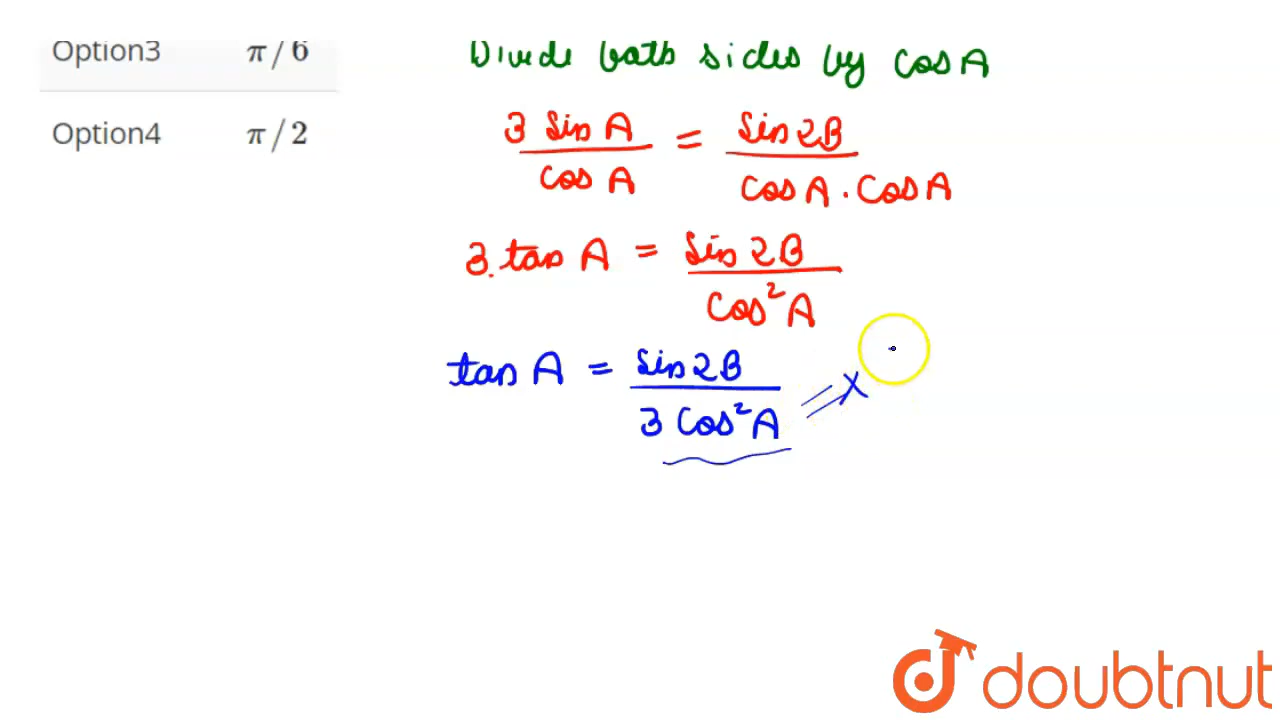 Option3 π/6
Option4 π/2
Divide both sides by cos A
3 sin A / cos A = sin 2B / cos A . cos A
3. tan A = sin 2B / cos² A
tan A = sin 2B / 3 cos² A => X
doubtnut